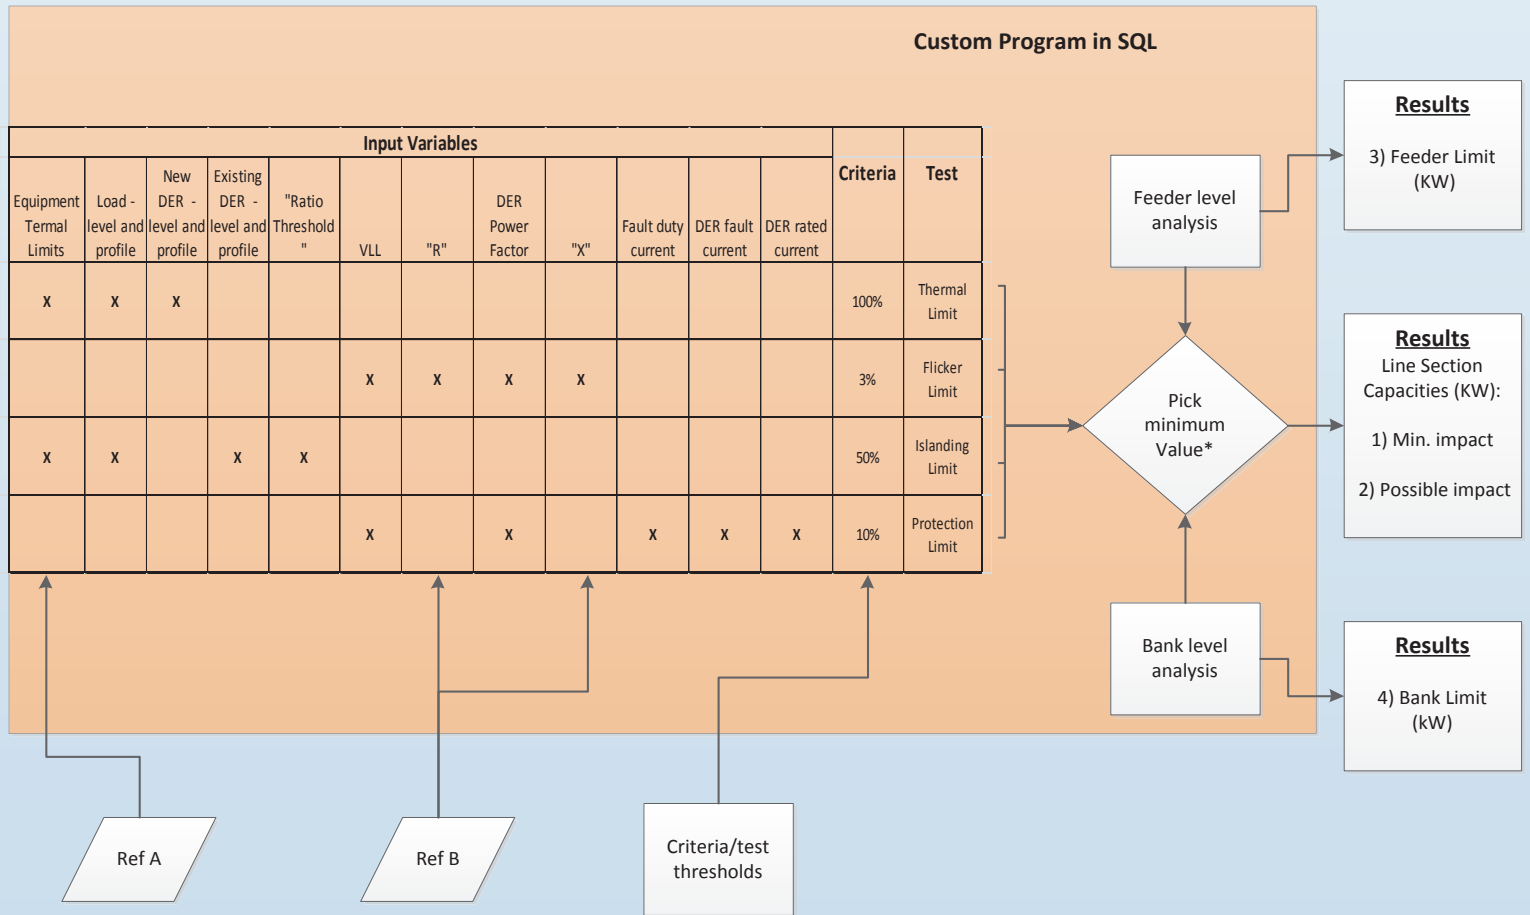 Custom Program in SQL
Input Variables
Equipment
Termal
Limits
Load -
level and
profile
New
DER -
level and
profile
Existing
DER -
level and
profile
"Ratio
Threshold
"
VLL
"R"
DER
Power
Factor
"X"
Fault duty
current
DER fault
current
DER rated
current
Criteria
Test
X X X 100% Thermal
Limit
X X X X 3% Flicker
Limit
X X X X 50% Islanding
Limit
X X X X X 10% Protection
Limit
Feeder level
analysis
Pick
minimum
Value*
Bank level
analysis
Results
3) Feeder Limit
(KW)
Results
Line Section
Capacities (KW):
1) Min. impact
2) Possible impact
Results
4) Bank Limit
(kW)
Ref A
Ref B
Criteria/test
thresholds